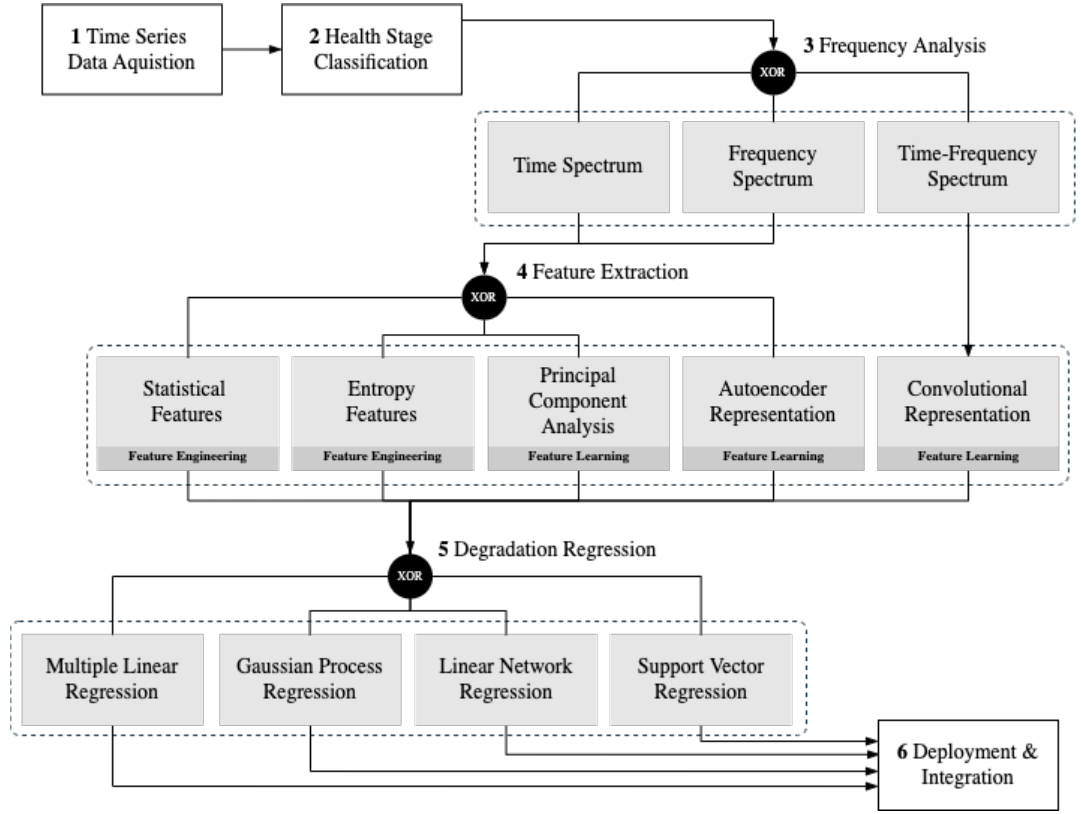 1 Time Series
Data Aquistion
2 Health Stage
Classification
3 Frequency Analysis
XOR
Time Spectrum
Frequency
Spectrum
Time-Frequency
Spectrum
4 Feature Extraction
XOR
Statistical
Features
Feature Engineering
Entropy
Features
Feature Engineering
Principal
Component
Analysis
Feature Learning
Autoencoder
Representation
Feature Learning
Convolutional
Representation
Feature Learning
5 Degradation Regression
XOR
Multiple Linear
Regression
Gaussian Process
Regression
Linear Network
Regression
Support Vector
Regression
6 Deployment &
Integration